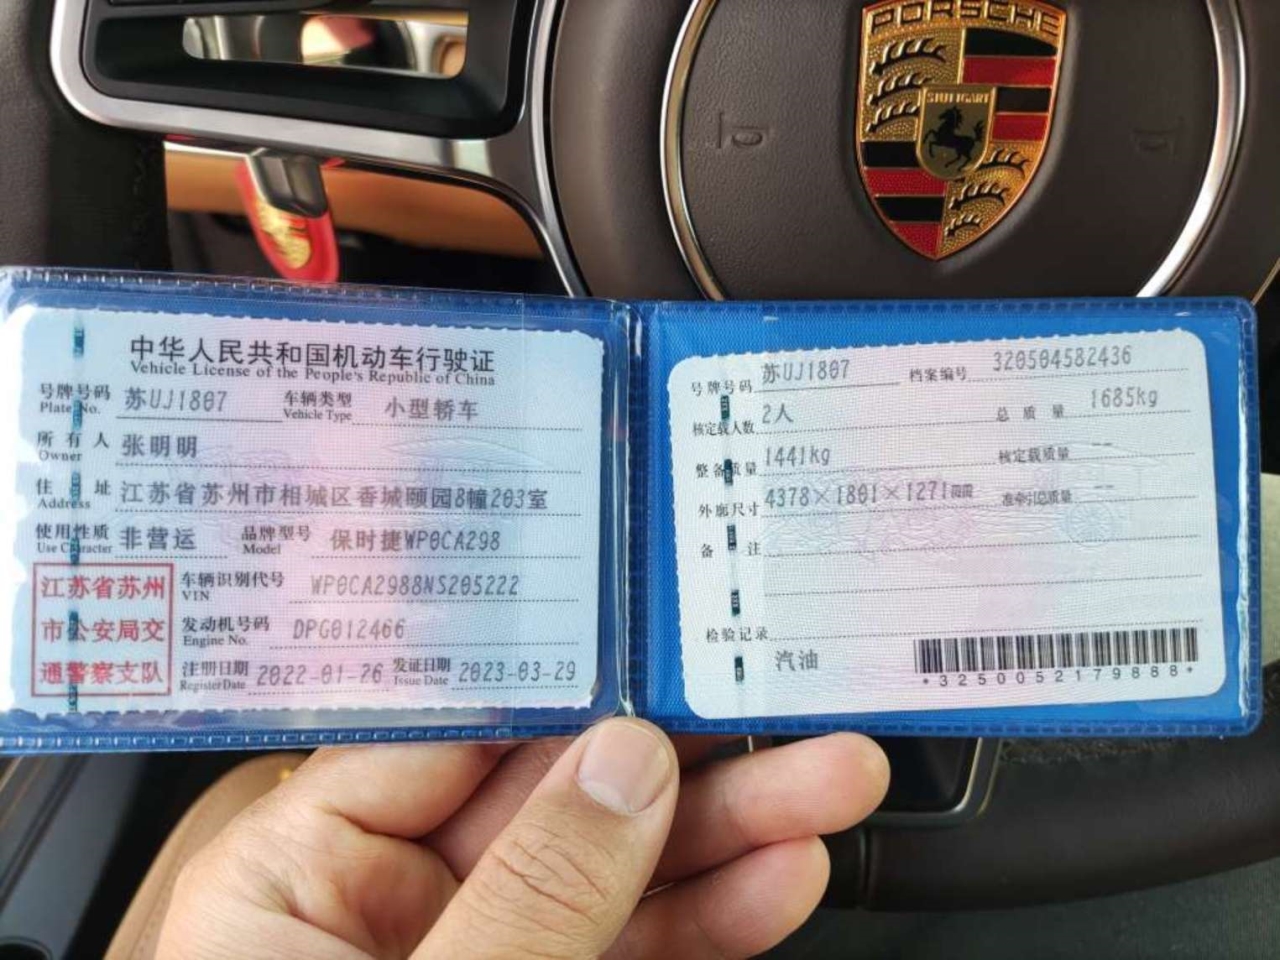 PORSCHE
STUTTGART
中华人民共和国机动车行驶证
Vehicle License of the People's Republic of China
号牌号码 苏UJ1807 车辆类型 小型轿车
Plate No. Vehicle Type
所有人 张明明
Owner
住址 江苏省苏州市相城区香城颐园8幢203室
Address
使用性质 非营运 品牌型号 保时捷WP0CA298
Use Character Model
江苏省苏州
市公安局交
通警察支队
车辆识别代号 WP0CA2988NS205222
VIN
发动机号码 DPG012466
Engine No.
注册日期 2022-01-26 发证日期 2023-03-29
Register Date Issue Date
号牌号码 苏UJ1807 档案编号 320504582436
核定载人数 2人 总质量 1685kg
整备质量 1441kg 核定载质量 --
外廓尺寸 4378×1801×1271mm 准牵引总质量 --
备注
检验记录
汽油
*3250052179888*